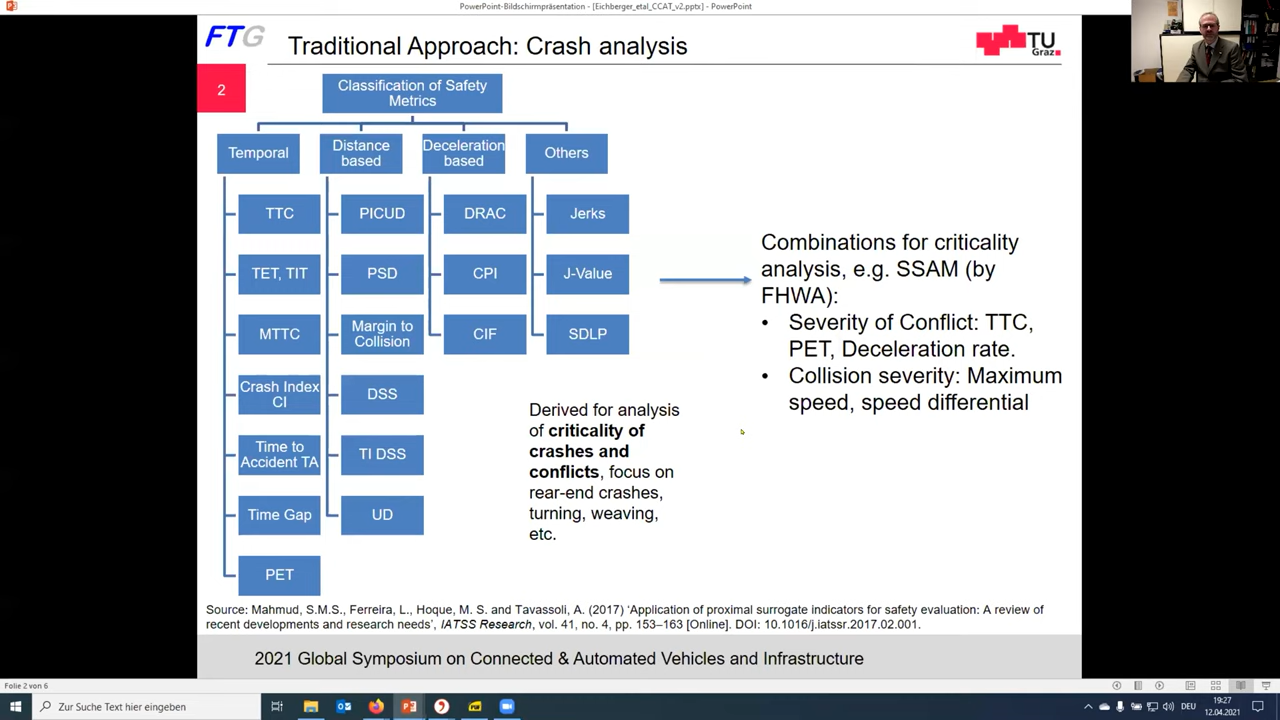 PowerPoint-Bildschirmpräsentation - [Eichberger_etal_CCAT_v2.pptx] - PowerPoint
FTG
Traditional Approach: Crash analysis
TU
Graz
2
Classification of Safety
Metrics
Temporal
Distance
based
Deceleration
based
Others
TTC
PICUD
DRAC
Jerks
TET, TIT
PSD
CPI
J-Value
MTTC
Margin to
Collision
CIF
SDLP
Crash Index
CI
DSS
Time to
Accident TA
TI DSS
Time Gap
UD
PET
Combinations for criticality
analysis, e.g. SSAM (by
FHWA):
• Severity of Conflict: TTC,
PET, Deceleration rate.
• Collision severity: Maximum
speed, speed differential
Derived for analysis
of criticality of
crashes and
conflicts, focus on
rear-end crashes,
turning, weaving,
etc.
Source: Mahmud, S.M.S., Ferreira, L., Hoque, M. S. and Tavassoli, A. (2017) ‘Application of proximal surrogate indicators for safety evaluation: A review of
recent developments and research needs’, IATSS Research, vol. 41, no. 4, pp. 153–163 [Online]. DOI: 10.1016/j.iatssr.2017.02.001.
2021 Global Symposium on Connected & Automated Vehicles and Infrastructure
Folie 2 von 6
Zur Suche Text hier eingeben
DEU
19:27
12.04.2021